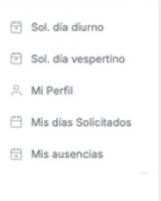 Sol. día diurno
Sol. día vespertino
Mi Perfil
Mis días Solicitados
Mis ausencias